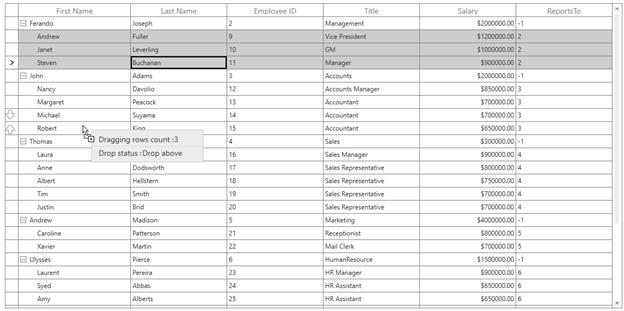 First Name Last Name Employee ID Title Salary ReportsTo
Ferando Joseph 2 Management $2000000.00 -1
Andrew Fuller 9 Vice President $1200000.00 2
Janet Leverling 10 GM $1000000.00 2
Steven Buchanan 11 Manager $900000.00 2
John Adams 3 Accounts $2000000.00 -1
Nancy Davolio 12 Accounts Manager $850000.00 3
Margaret Peacock 13 Accountant $700000.00 3
Michael Suyama 14 Accountant $700000.00 3
Robert King 15 Accountant $650000.00 3
Dragging rows count :3
Drop status :Drop above
Thomas 4 Sales $300000.00 -1
Laura 16 Sales Manager $900000.00 4
Anne Dodsworth 17 Sales Representative $800000.00 4
Albert Hellstern 18 Sales Representative $750000.00 4
Tim Smith 19 Sales Representative $700000.00 4
Justin Brid 20 Sales Representative $700000.00 4
Andrew Madison 5 Marketing $4000000.00 -1
Caroline Patterson 21 Receptionist $800000.00 5
Xavier Martin 22 Mail Clerk $700000.00 5
Ulysses Pierce 6 HumanResource $1500000.00 -1
Laurent Pereira 23 HR Manager $900000.00 6
Syed Abbas 24 HR Assistant $650000.00 6
Amy Alberts 25 HR Assistant $650000.00 6